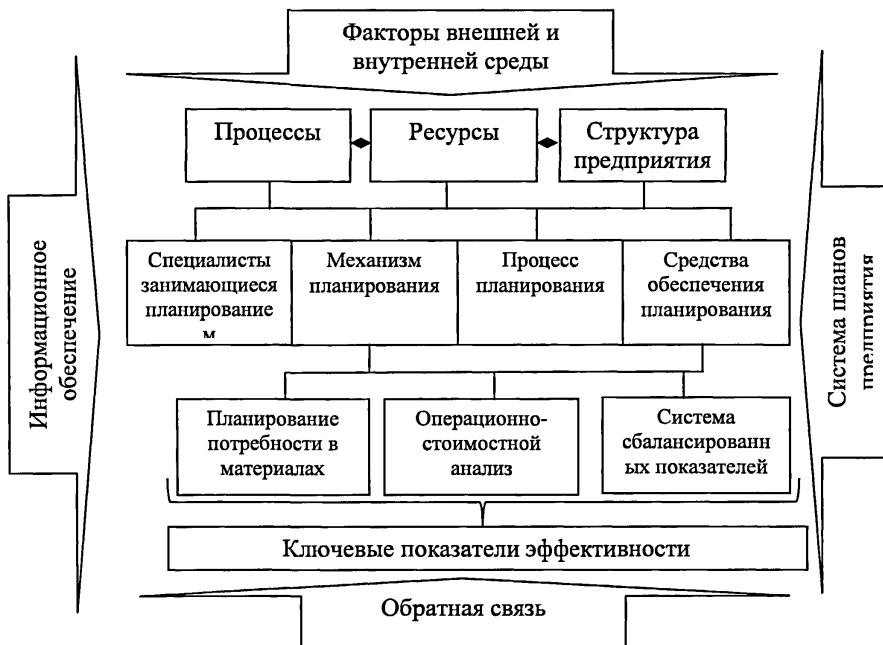 Факторы внешней и
внутренней среды
Процессы
Ресурсы
Структура
предприятия
Информационное
обеспечение
Специалисты
занимающиеся
планирование
м
Механизм
планирования
Процесс
планирования
Средства
обеспечения
планирования
Система планов
предприятия
Планирование
потребности в
материалах
Операционно-
стоимостной
анализ
Система
сбалансированн
ых показателей
Ключевые показатели эффективности
Обратная связь